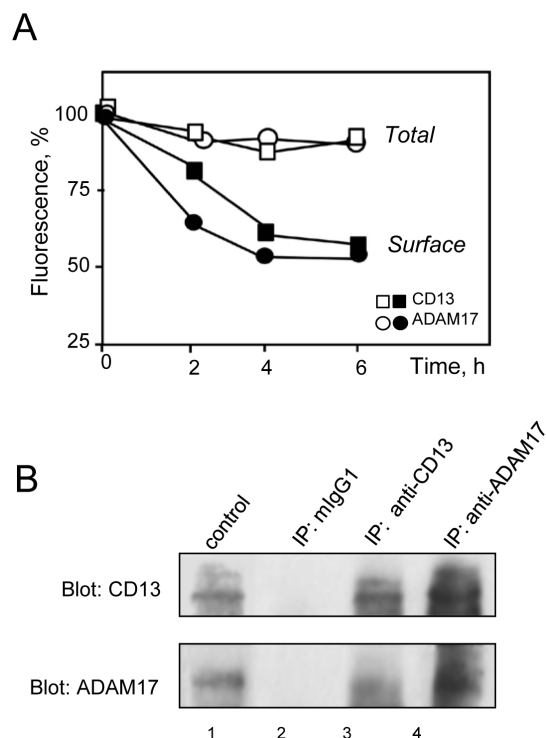 A
100
75
50
25
Fluorescence, %
Total
Surface
CD13
ADAM17
0 2 4 6 Time, h
B
control
IP: mIgG1
IP: anti-CD13
IP: anti-ADAM17
Blot: CD13
Blot: ADAM17
1 2 3 4